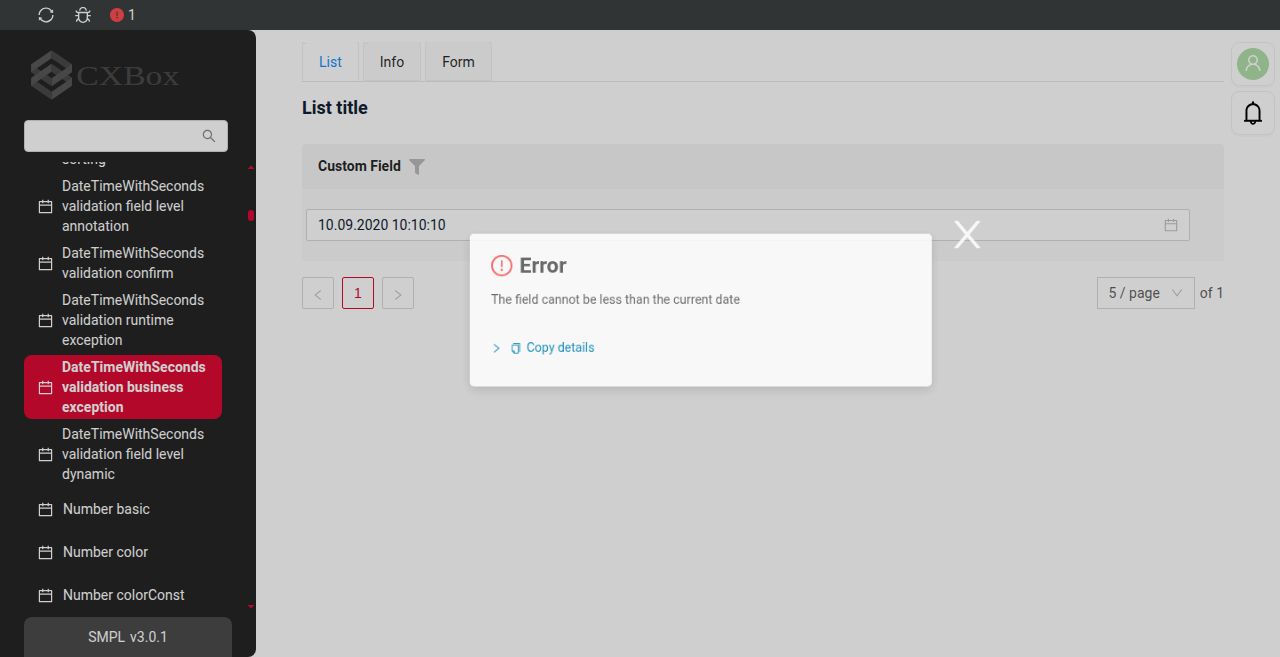 1
CXBox
sorting
DateTimeWithSeconds
validation field level
annotation
DateTimeWithSeconds
validation confirm
DateTimeWithSeconds
validation runtime
exception
DateTimeWithSeconds
validation business
exception
DateTimeWithSeconds
validation field level
dynamic
Number basic
Number color
Number colorConst
SMPL v3.0.1
List Info Form
List title
Custom Field
10.09.2020 10:10:10
Error
The field cannot be less than the current date
Copy details
< 1 > 5 / page of 1